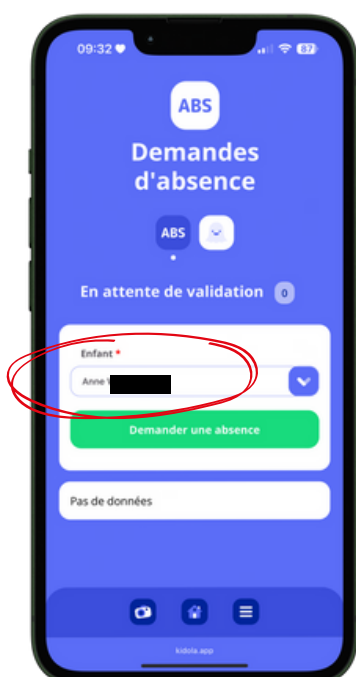 09:32
87
ABS
Demandes
d'absence
ABS
En attente de validation 0
Enfant *
Anne
Demander une absence
Pas de données
kidola.app